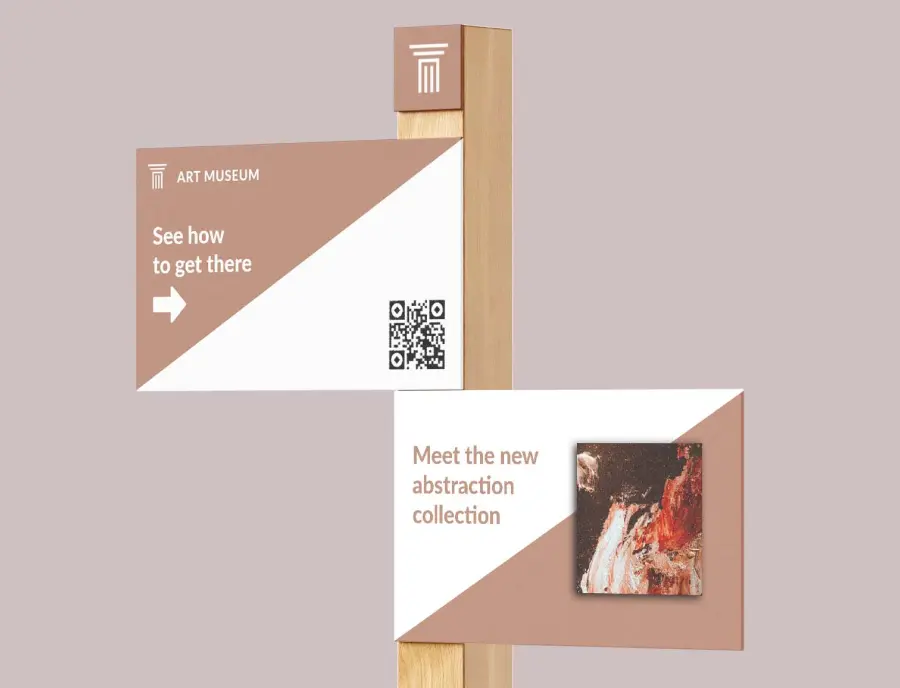 ART MUSEUM
See how
to get there
Meet the new
abstraction
collection